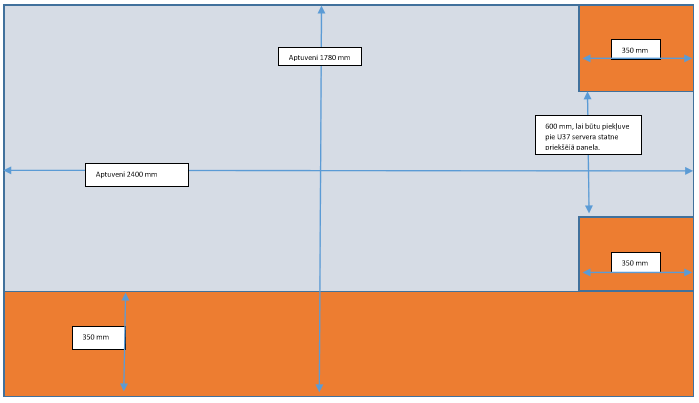 350 mm
Aptuveni 1780 mm
600 mm, lai būtu piekļuve
pie U37 servera statne
priekšējā panela.
Aptuveni 2400 mm
350 mm
350 mm